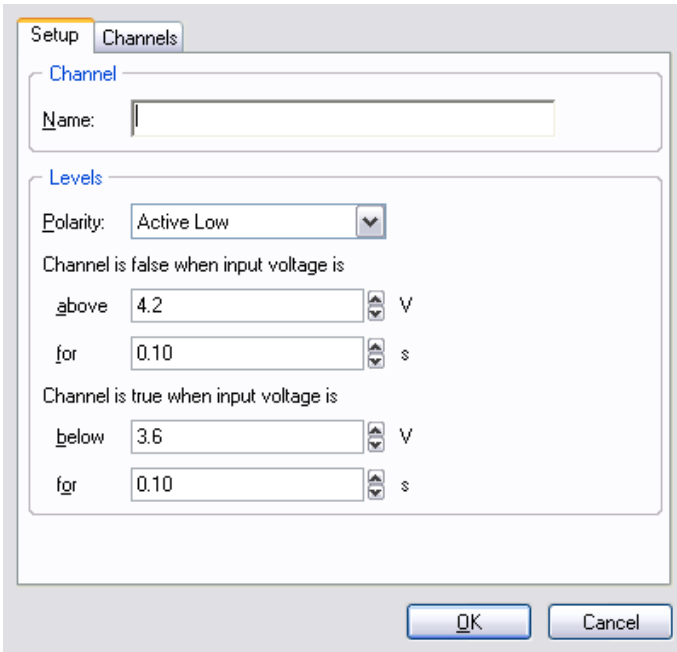 Setup Channels
Channel
Name:
Levels
Polarity: Active Low
Channel is false when input voltage is
above 4.2 V
for 0.10 s
Channel is true when input voltage is
below 3.6 V
for 0.10 s
OK Cancel